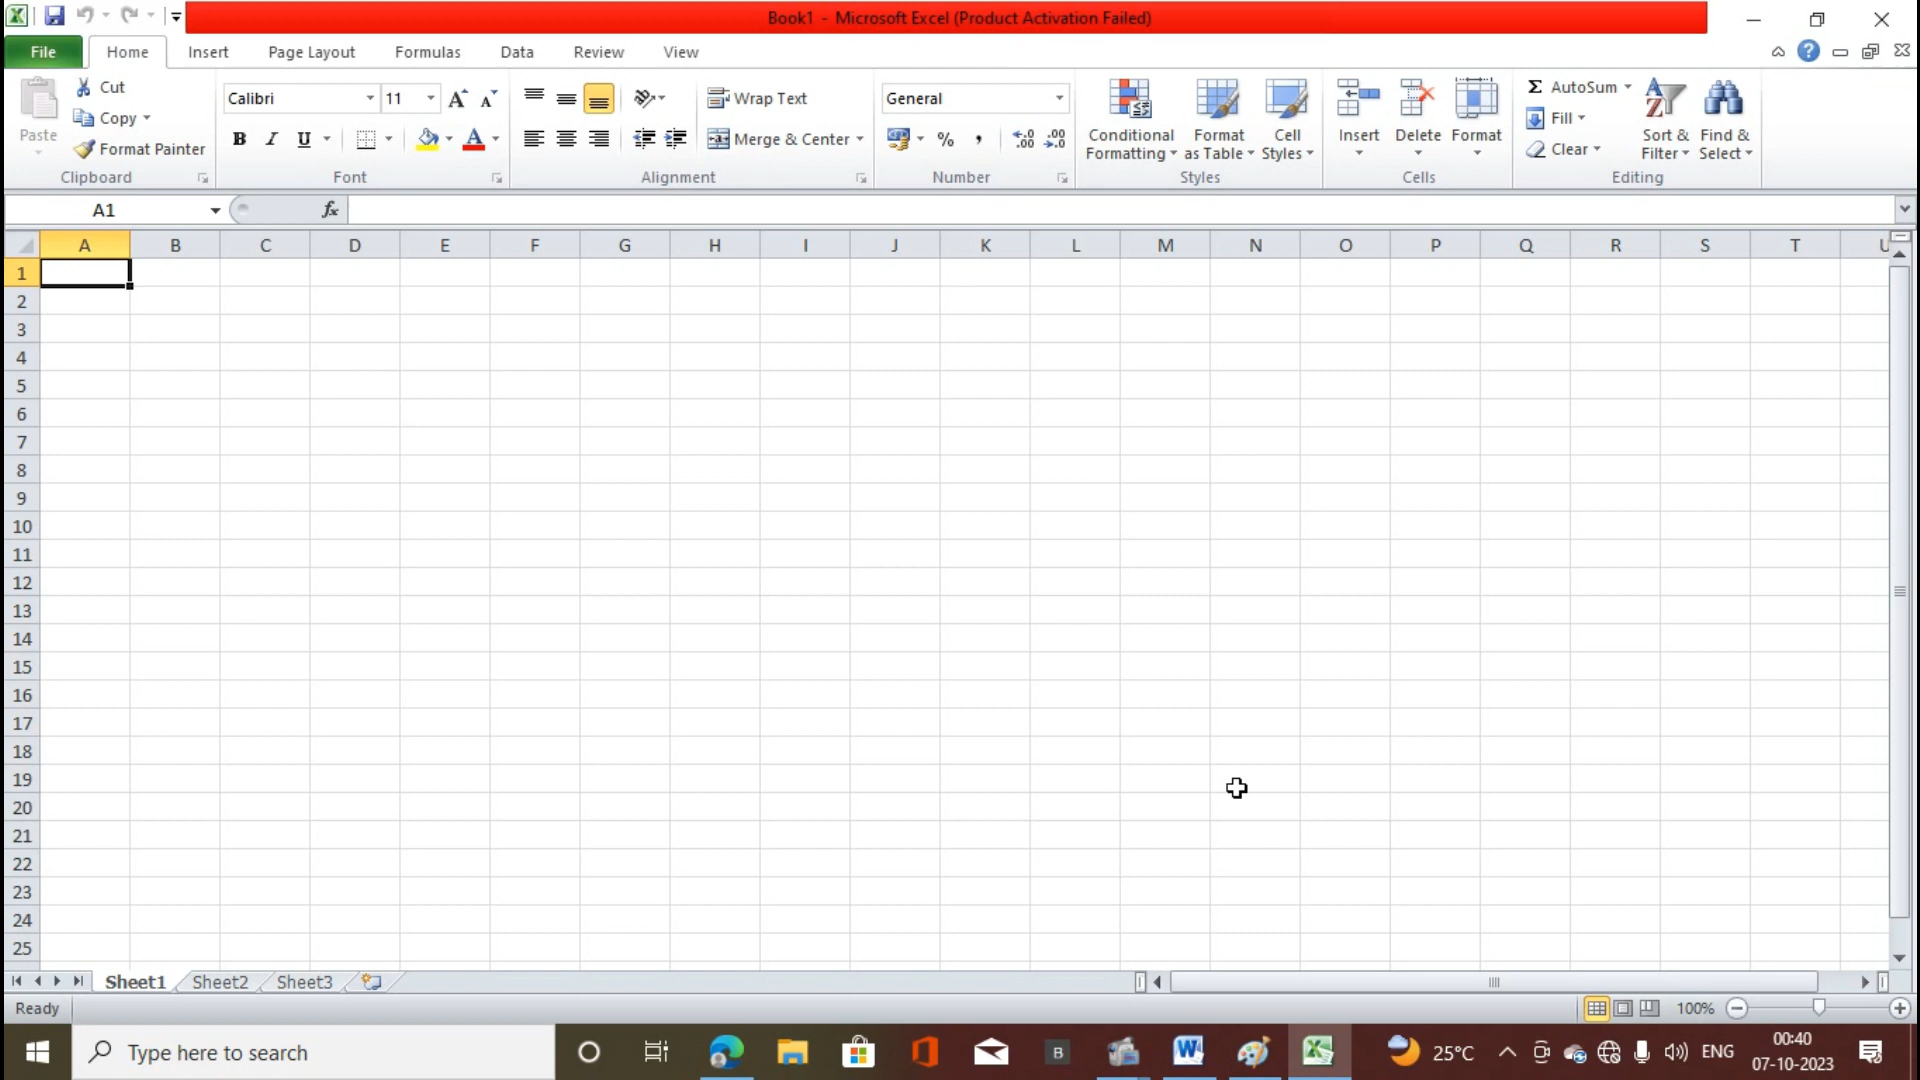 Book1 - Microsoft Excel (Product Activation Failed)
File Home Insert Page Layout Formulas Data Review View
Paste
Cut
Copy
Format Painter
Clipboard
Calibri 11
B I U
Font
Wrap Text
Merge & Center
Alignment
General
%
Number
Conditional Formatting
Format as Table
Cell Styles
Styles
Insert Delete Format
Cells
Σ AutoSum
Fill
Clear
Sort & Filter
Find & Select
Editing
A1 fx
A B C D E F G H I J K L M N O P Q R S T U
1
2
3
4
5
6
7
8
9
10
11
12
13
14
15
16
17
18
19
20
21
22
23
24
25
Sheet1 Sheet2 Sheet3
Ready 100%
Type here to search
B
25°C ENG
00:40
07-10-2023